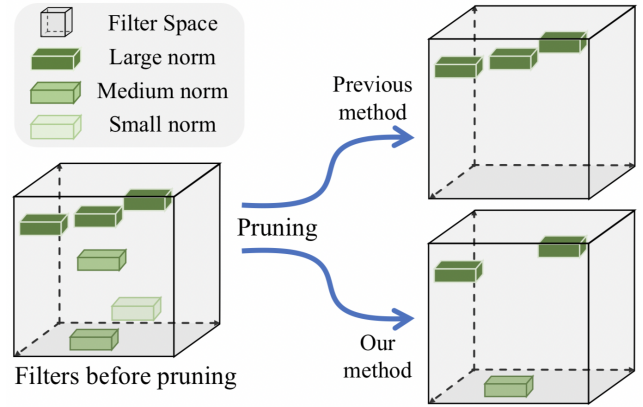 Filter Space
Large norm
Medium norm
Small norm
Previous
method
Pruning
Our
method
Filters before pruning